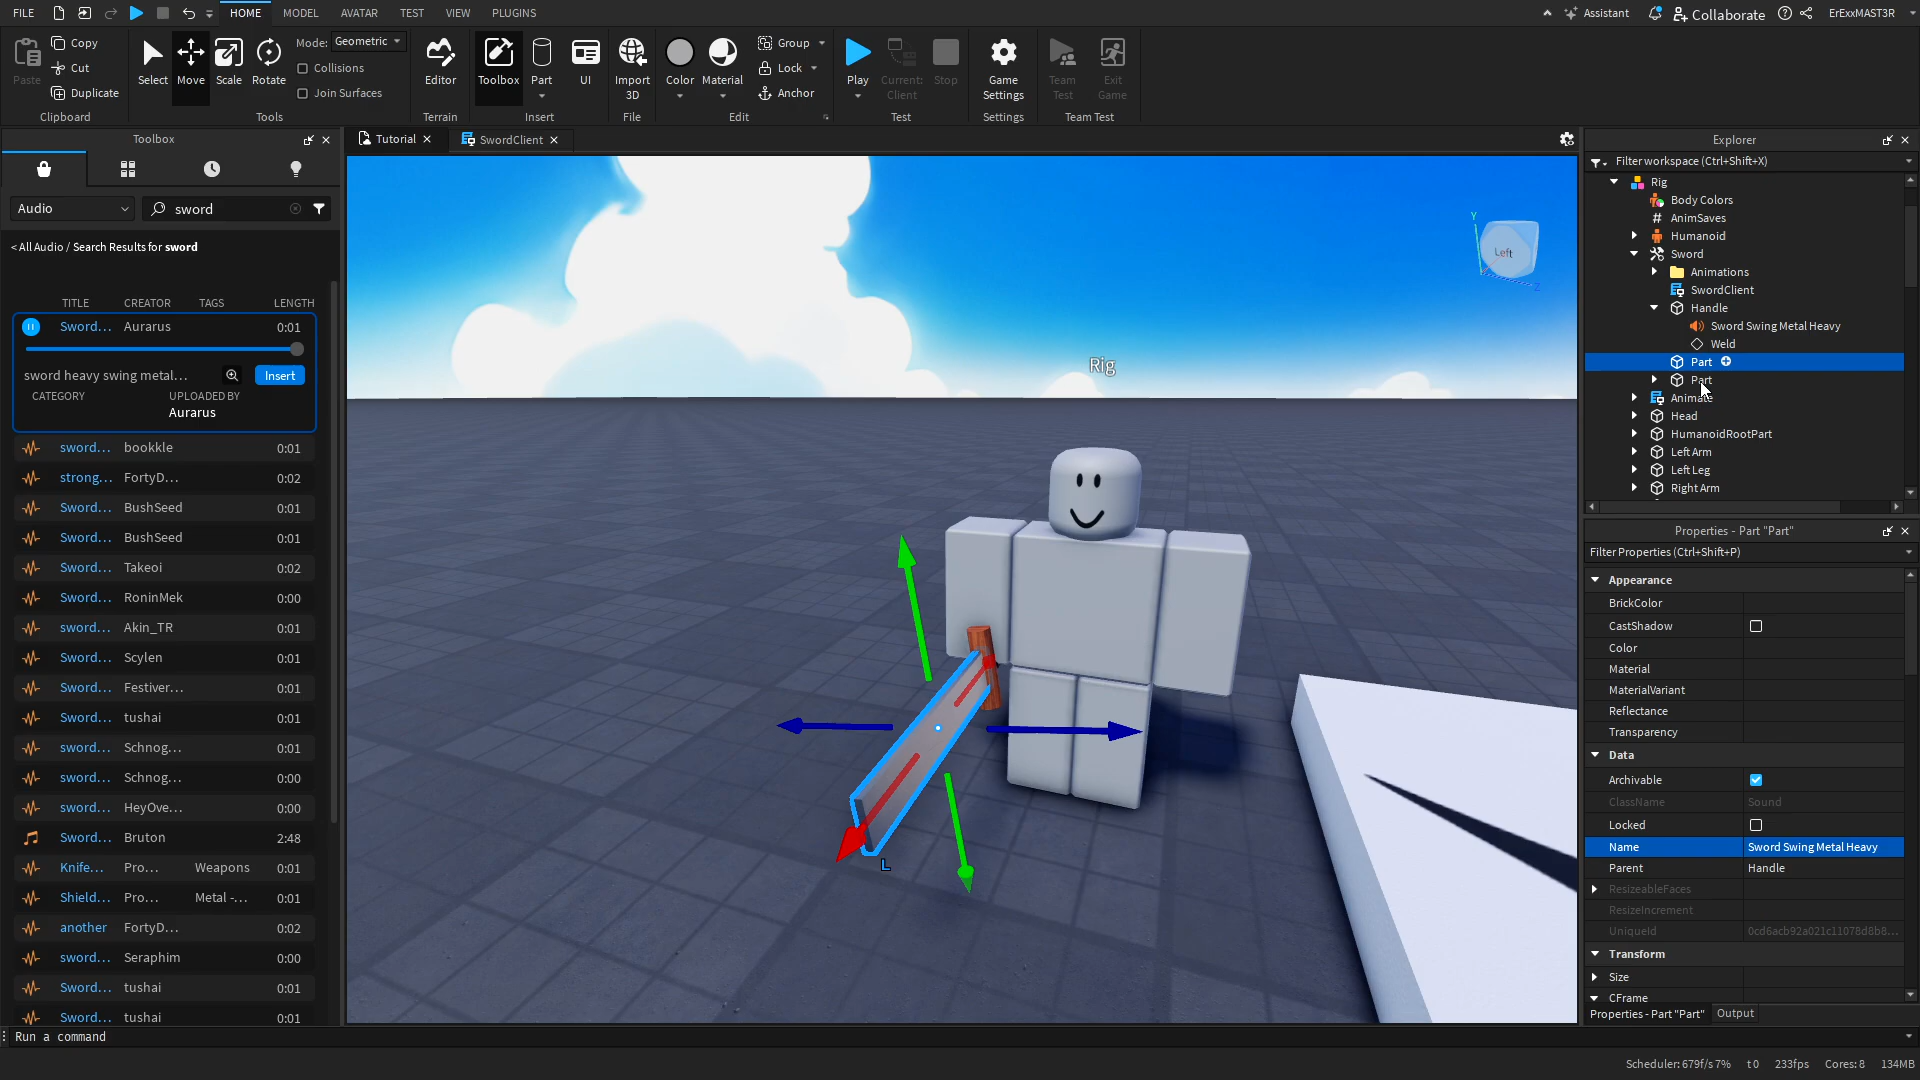 FILE
HOME
MODEL
AVATAR
TEST
VIEW
PLUGINS
Assistant
Collaborate
ErExxMAST3R
Paste
Copy
Cut
Duplicate
Clipboard
Select
Move
Scale
Rotate
Mode: Geometric
Collisions
Join Surfaces
Tools
Editor
Terrain
Toolbox
Part
UI
Insert
Import
3D
File
Color
Material
Group
Lock
Anchor
Edit
Play
Current:
Client
Stop
Test
Game
Settings
Settings
Team
Test
Exit
Game
Team Test
Toolbox
Audio
sword
< All Audio / Search Results for sword
TITLE CREATOR TAGS LENGTH
Sword... Aurarus 0:01
sword heavy swing metal...
Insert
CATEGORY UPLOADED BY
Aurarus
sword... bookkle 0:01
strong... FortyD... 0:02
Sword... BushSeed 0:01
Sword... BushSeed 0:01
Sword... Takeoi 0:02
Sword... RoninMek 0:00
sword... Akin_TR 0:01
Sword... Scylen 0:01
Sword... Festiver... 0:01
Sword... tushai 0:01
sword... Schnog... 0:01
sword... Schnog... 0:00
sword... HeyOve... 0:00
Sword... Bruton 2:48
Knife... Pro... Weapons 0:01
Shield... Pro... Metal -... 0:01
another FortyD... 0:02
sword... Seraphim 0:00
Sword... tushai 0:01
Sword... tushai 0:01
Tutorial
SwordClient
Y
Left
Z
Rig
L
Explorer
Filter workspace (Ctrl+Shift+X)
Rig
Body Colors
# AnimSaves
Humanoid
Sword
Animations
SwordClient
Handle
Sword Swing Metal Heavy
Weld
Part
Part
Animate
Head
HumanoidRootPart
Left Arm
Left Leg
Right Arm
Properties - Part "Part"
Filter Properties (Ctrl+Shift+P)
Appearance
BrickColor
CastShadow
Color
Material
MaterialVariant
Reflectance
Transparency
Data
Archivable
ClassName Sound
Locked
Name Sword Swing Metal Heavy
Parent Handle
ResizeableFaces
ResizeIncrement
UniqueId 0cd6acb92a021c11078d8b8...
Transform
Size
CFrame
Properties - Part "Part"
Output
Run a command
Scheduler: 679f/s 7% t 0 233fps Cores: 8 134MB